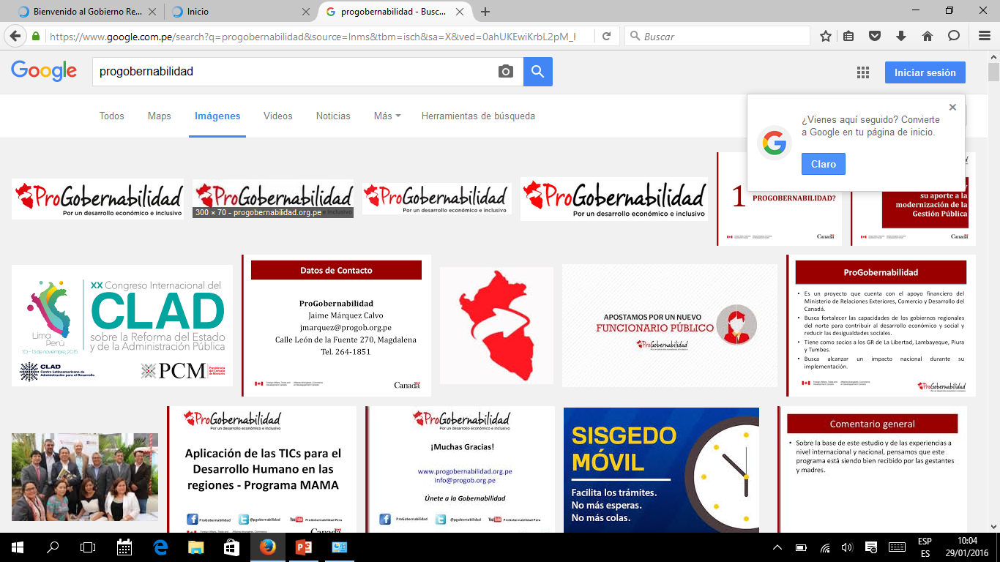 Bienvenido al Gobierno Re...
Inicio
progobernabilidad - Busc...
https://www.google.com.pe/search?q=progobernabilidad&source=lnms&tbm=isch&sa=X&ved=0ahUKEwiKrbL2pM_
Buscar
Google
progobernabilidad
Iniciar sesión
Todos
Maps
Imágenes
Videos
Noticias
Más
Herramientas de búsqueda
¿Vienes aquí seguido? Convierte
a Google en tu página de inicio.
Claro
ProGobernabilidad
Por un desarrollo económico e inclusivo
ProGobernabilidad
300 × 70 - progobernabilidad.org.pe
ProGobernabilidad
Por un desarrollo económico e inclusivo
ProGobernabilidad
Por un desarrollo económico e inclusivo
1
PROGOBERNABILIDAD?
Canada
su aporte a la
modernización de la
Gestión Pública
Canada
Lima
Perú
10 - 13 de noviembre, 2015
XX Congreso Internacional del
CLAD
sobre la Reforma del Estado
y de la Administración Pública
CLAD
Centro Latinoamericano de
Administración para el Desarrollo
PCM
Presidencia
del Consejo
de Ministros
Datos de Contacto
ProGobernabilidad
Jaime Márquez Calvo
jmarquez@progob.org.pe
Calle León de la Fuente 270, Magdalena
Tel. 264-1851
Canada
APOSTAMOS POR UN NUEVO
FUNCIONARIO PÚBLICO
ProGobernabilidad
ProGobernabilidad
• Es un proyecto que cuenta con el apoyo financiero del
Ministerio de Relaciones Exteriores, Comercio y Desarrollo del
Canadá.
• Busca fortalecer las capacidades de los gobiernos regionales
del norte para contribuir al desarrollo económico y social y
reducir las desigualdades sociales.
• Tiene como socios a los GR de La Libertad, Lambayeque, Piura
y Tumbes.
• Busca alcanzar un impacto nacional durante su
implementación.
ProGobernabilidad
ProGobernabilidad
Por un desarrollo económico e inclusivo
Aplicación de las TICs para el
Desarrollo Humano en las
regiones - Programa MAMA
ProGobernabilidad
@pgobernabilidad
ProGobernabilidad Peru
ProGobernabilidad
Por un desarrollo económico e inclusivo
¡Muchas Gracias!
www.progobernabilidad.org.pe
info@progob.org.pe
Únete a la Gobernabilidad
ProGobernabilidad
@pgobernabilidad
ProGobernabilidad Peru
SISGEDO
MÓVIL
Facilita los trámites.
No más esperas.
No más colas.
Comentario general
• Sobre la base de este estudio y de las experiencias a
nivel internacional y nacional, pensamos que este
programa está siendo bien recibido por las gestantes
y madres.
ESP
ES
10:04
29/01/2016